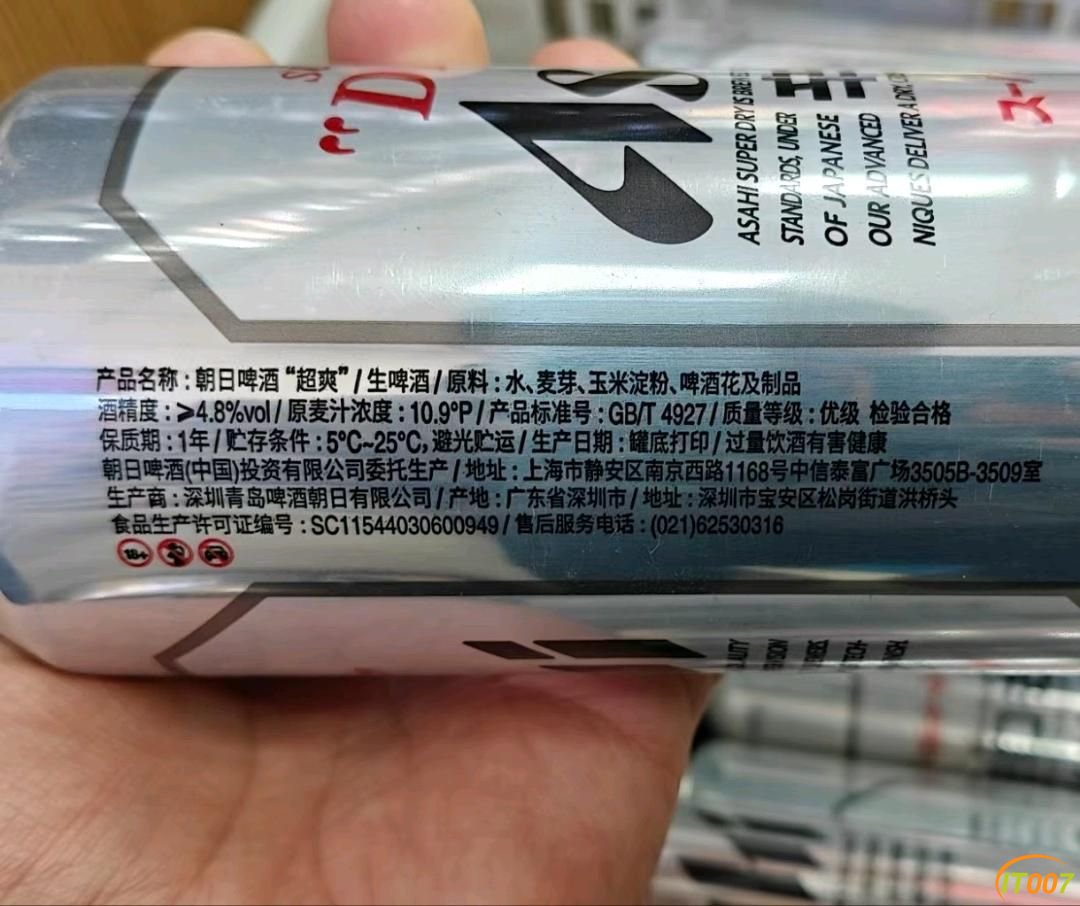 "D
ASAHI SUPER DRY IS BREWED
STANDARDS, UNDER
OF JAPANESE
OUR ADVANCED
NIQUES DELIVER A DRY, CR
スー
产品名称：朝日啤酒“超爽” / 生啤酒 / 原料：水、麦芽、玉米淀粉、啤酒花及制品
酒精度：≥4.8%vol / 原麦汁浓度：10.9°P / 产品标准号：GB/T 4927 / 质量等级：优级 检验合格
保质期：1年 / 贮存条件：5°C~25°C, 避光贮运 / 生产日期：罐底打印 / 过量饮酒有害健康
朝日啤酒(中国)投资有限公司委托生产 / 地址：上海市静安区南京西路1168号中信泰富广场3505B-3509室
生产商：深圳青岛啤酒朝日有限公司 / 产地：广东省深圳市 / 地址：深圳市宝安区松岗街道洪桥头
食品生产许可证编号：SC11544030600949 / 售后服务电话：(021)62530316
18+
IT007